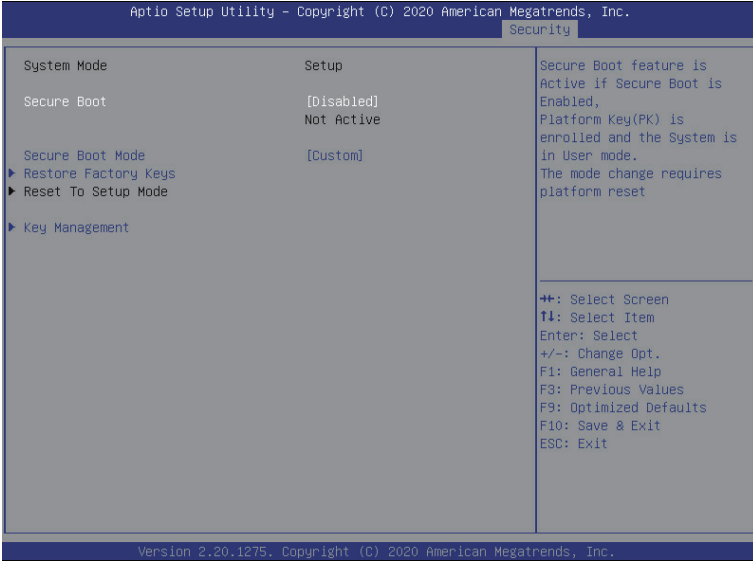 Aptio Setup Utility – Copyright (C) 2020 American Megatrends, Inc.
Security
System Mode Setup
Secure Boot [Disabled]
Not Active
Secure Boot Mode [Custom]
Restore Factory Keys
Reset To Setup Mode
Key Management
Secure Boot feature is
Active if Secure Boot is
Enabled,
Platform Key(PK) is
enrolled and the System is
in User mode.
The mode change requires
platform reset
→←: Select Screen
↑↓: Select Item
Enter: Select
+/-: Change Opt.
F1: General Help
F3: Previous Values
F9: Optimized Defaults
F10: Save & Exit
ESC: Exit
Version 2.20.1275. Copyright (C) 2020 American Megatrends, Inc.